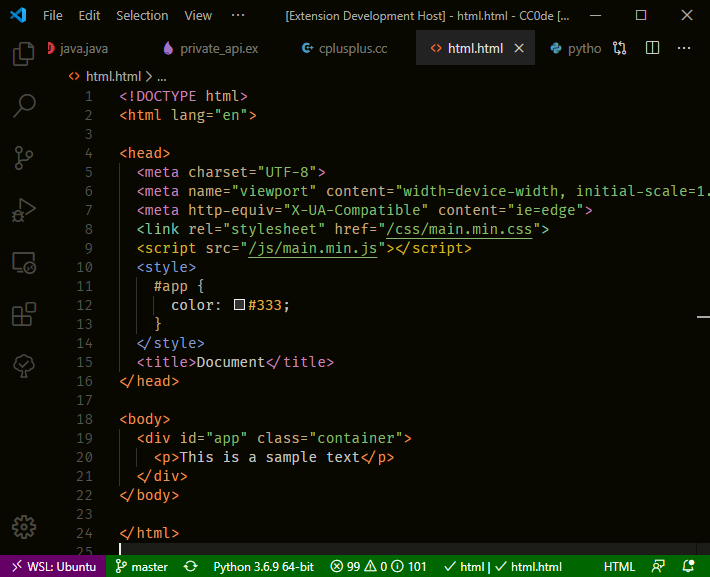 File Edit Selection View ··· [Extension Development Host] - html.html - CC0de [...
java.java private_api.ex cplusplus.cc html.html pytho
html.html > ...
1 <!DOCTYPE html>
2 <html lang="en">
3
4 <head>
5 <meta charset="UTF-8">
6 <meta name="viewport" content="width=device-width, initial-scale=1.
7 <meta http-equiv="X-UA-Compatible" content="ie=edge">
8 <link rel="stylesheet" href="/css/main.min.css">
9 <script src="/js/main.min.js"></script>
10 <style>
11 #app {
12 color: #333;
13 }
14 </style>
15 <title>Document</title>
16 </head>
17
18 <body>
19 <div id="app" class="container">
20 <p>This is a sample text</p>
21 </div>
22 </body>
23
24 </html>
25
WSL: Ubuntu master Python 3.6.9 64-bit 99 0 101 html | html.html HTML